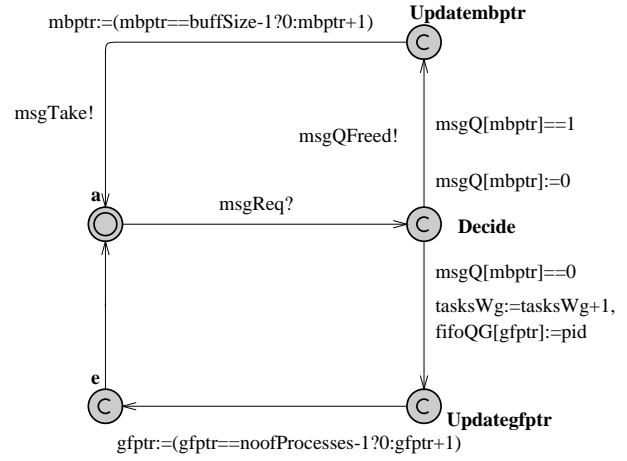 Updatembptr
mbptr:=(mbptr==buffSize-1?0:mbptr+1)
C
msgTake!
msgQFreed!
msgQ[mbptr]==1
msgQ[mbptr]:=0
a
msgReq?
C
Decide
msgQ[mbptr]==0
tasksWg:=tasksWg+1,
fifoQG[gfptr]:=pid
e
C
C
Updategfptr
gfptr:=(gfptr==noofProcesses-1?0:gfptr+1)